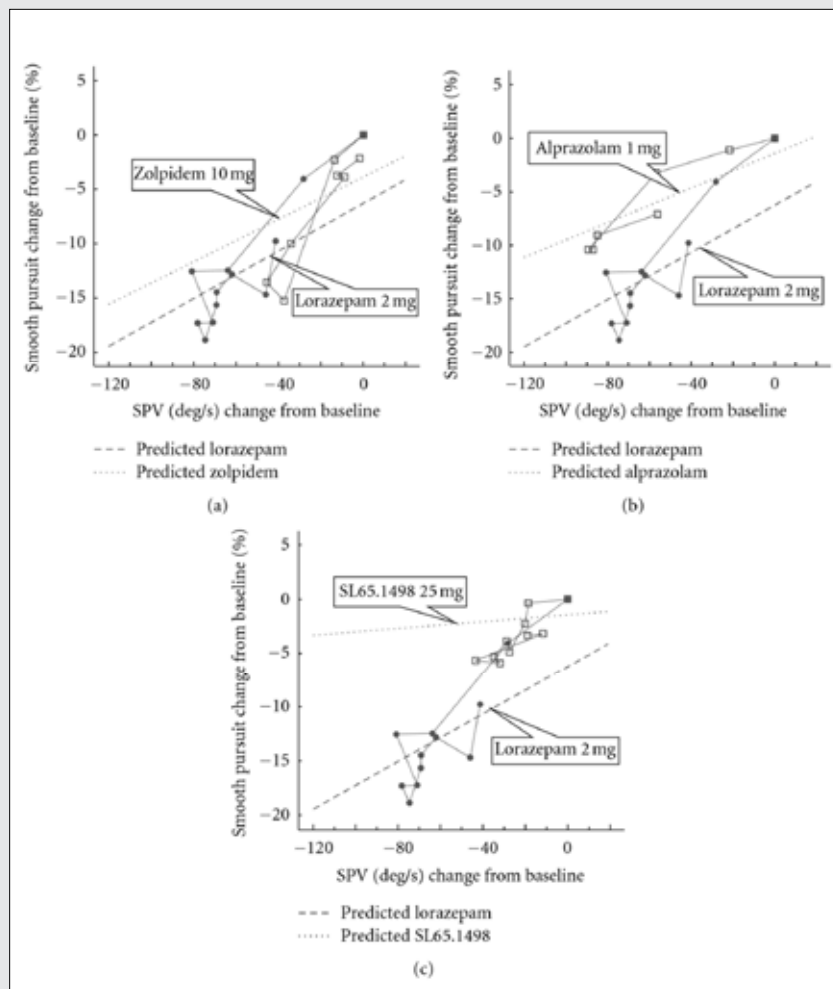 5
0
−5
−10
−15
−20
Smooth pursuit change from baseline (%)
Zolpidem 10 mg
Lorazepam 2 mg
−120
−80
−40
0
SPV (deg/s) change from baseline
Predicted lorazepam
Predicted zolpidem
(a)
5
0
−5
−10
−15
−20
Smooth pursuit change from baseline (%)
Alprazolam 1 mg
Lorazepam 2 mg
−120
−80
−40
0
SPV (deg/s) change from baseline
Predicted lorazepam
Predicted alprazolam
(b)
5
0
−5
−10
−15
−20
Smooth pursuit change from baseline (%)
SL65.1498 25 mg
Lorazepam 2 mg
−120
−80
−40
0
SPV (deg/s) change from baseline
Predicted lorazepam
Predicted SL65.1498
(c)